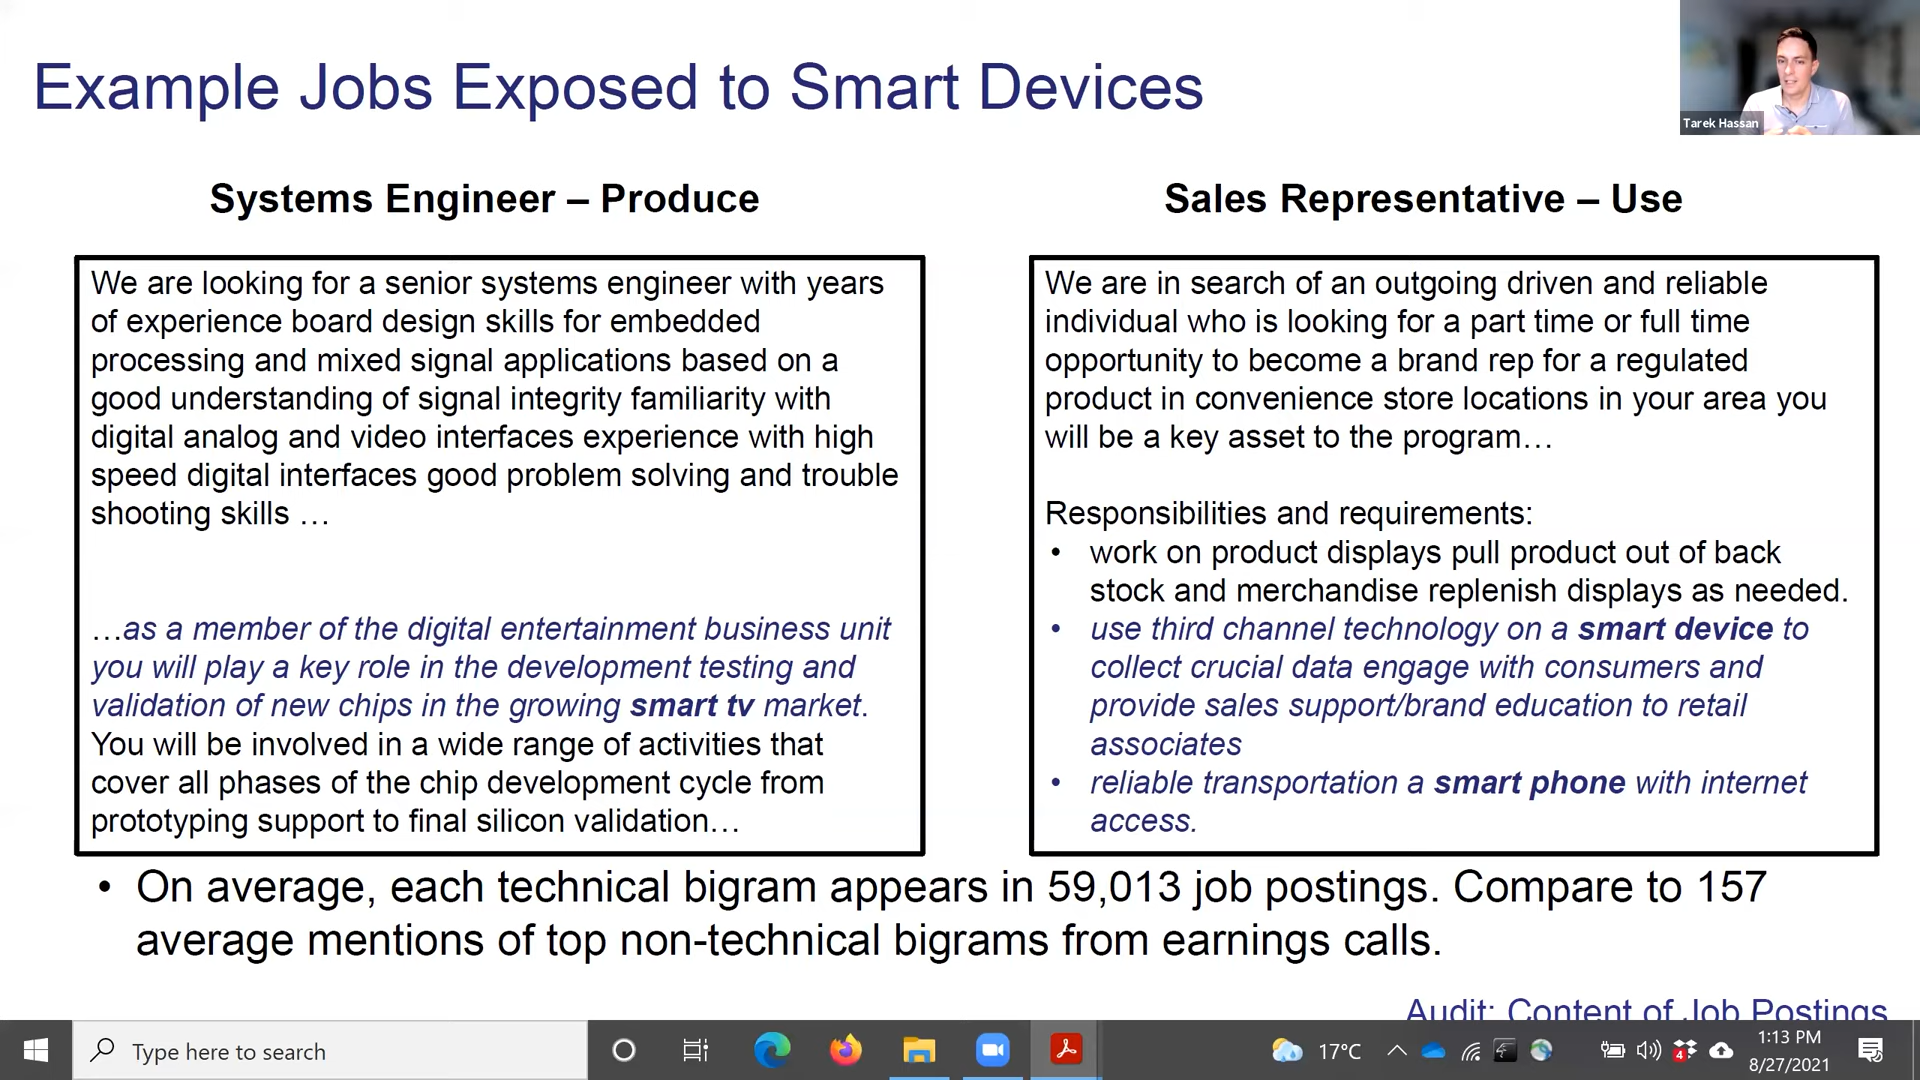 Example Jobs Exposed to Smart Devices
Tarek Hassan
Systems Engineer – Produce
We are looking for a senior systems engineer with years
of experience board design skills for embedded
processing and mixed signal applications based on a
good understanding of signal integrity familiarity with
digital analog and video interfaces experience with high
speed digital interfaces good problem solving and trouble
shooting skills …
…as a member of the digital entertainment business unit
you will play a key role in the development testing and
validation of new chips in the growing smart tv market.
You will be involved in a wide range of activities that
cover all phases of the chip development cycle from
prototyping support to final silicon validation…
Sales Representative – Use
We are in search of an outgoing driven and reliable
individual who is looking for a part time or full time
opportunity to become a brand rep for a regulated
product in convenience store locations in your area you
will be a key asset to the program…
Responsibilities and requirements:
• work on product displays pull product out of back
stock and merchandise replenish displays as needed.
• use third channel technology on a smart device to
collect crucial data engage with consumers and
provide sales support/brand education to retail
associates
• reliable transportation a smart phone with internet
access.
• On average, each technical bigram appears in 59,013 job postings. Compare to 157
average mentions of top non-technical bigrams from earnings calls.
Audit: Content of Job Postings
Type here to search
17°C
4
1:13 PM
8/27/2021